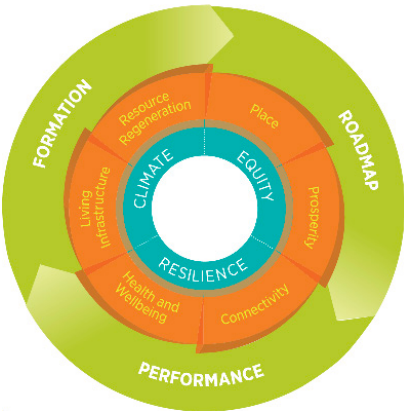 FORMATION
ROADMAP
PERFORMANCE
Resource
Regeneration
Place
Prosperity
Connectivity
Health and
Wellbeing
Living
Infrastructure
CLIMATE
EQUITY
RESILIENCE